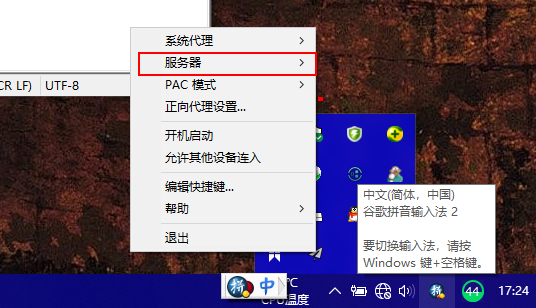 系统代理
服务器
PAC 模式
正向代理设置...
开机启动
允许其他设备连入
编辑快捷键...
帮助
退出
CR LF)
UTF-8
中文(简体，中国)
谷歌拼音输入法 2
要切换输入法，请按
Windows 键+空格键。
°C
CPU温度
拼 中
拼
44
17:24